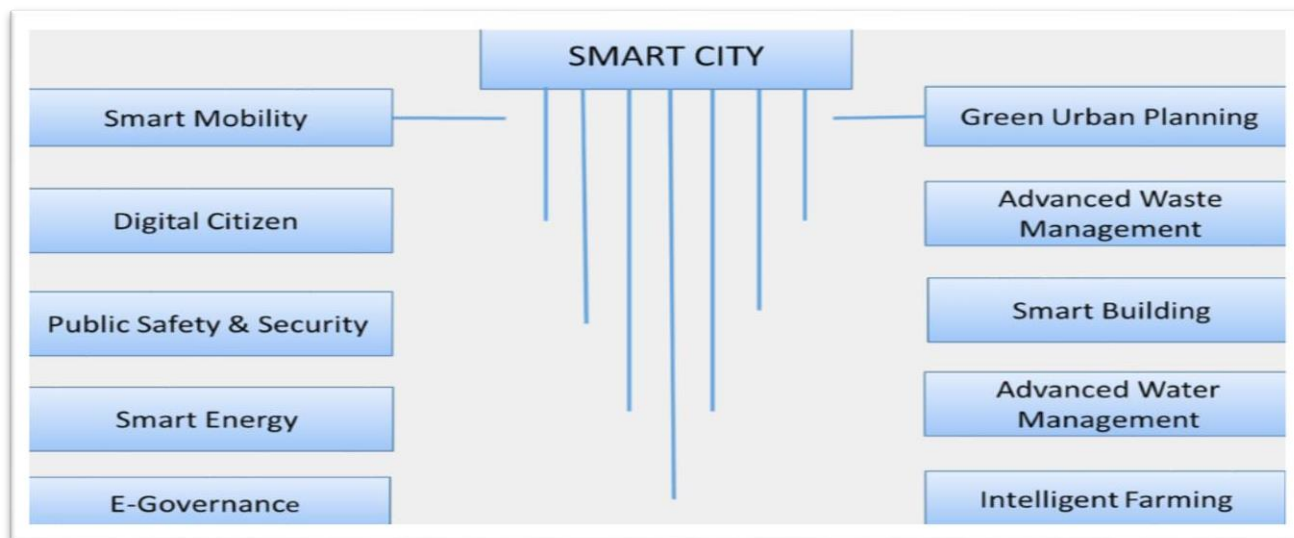 SMART CITY
Smart Mobility
Digital Citizen
Public Safety & Security
Smart Energy
E-Governance
Green Urban Planning
Advanced Waste
Management
Smart Building
Advanced Water
Management
Intelligent Farming